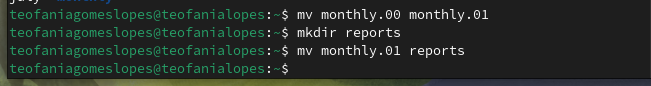 teofaniagomeslopes@teofanialopes:~$ mv monthly.00 monthly.01
teofaniagomeslopes@teofanialopes:~$ mkdir reports
teofaniagomeslopes@teofanialopes:~$ mv monthly.01 reports
teofaniagomeslopes@teofanialopes:~$